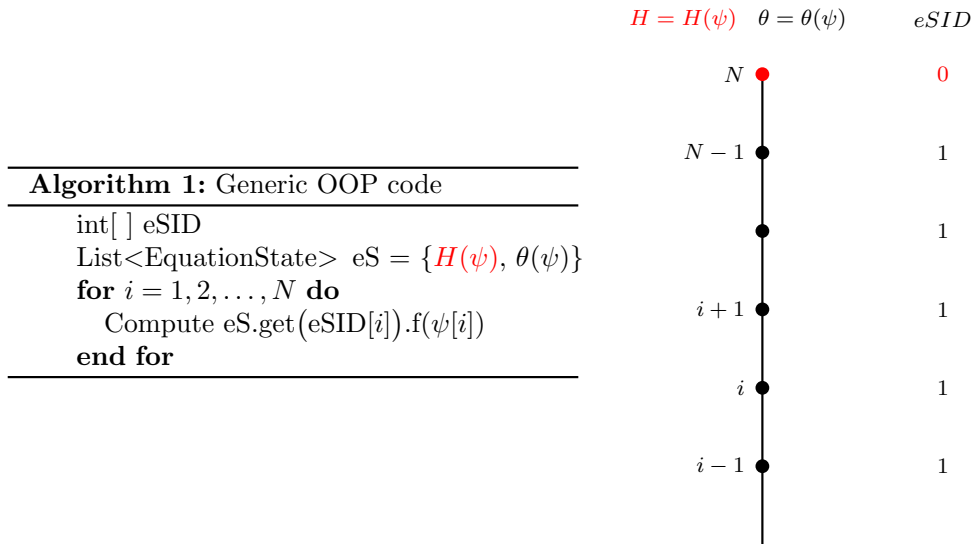 Algorithm 1: Generic OOP code
int[ ] eSID
List<EquationState> eS = {H(ψ), θ(ψ)}
for i = 1, 2, . . . , N do
Compute eS.get(eSID[i]).f(ψ[i])
end for
H = H(ψ) θ = θ(ψ) eSID
N 0
N − 1 1
1
i + 1 1
i 1
i − 1 1